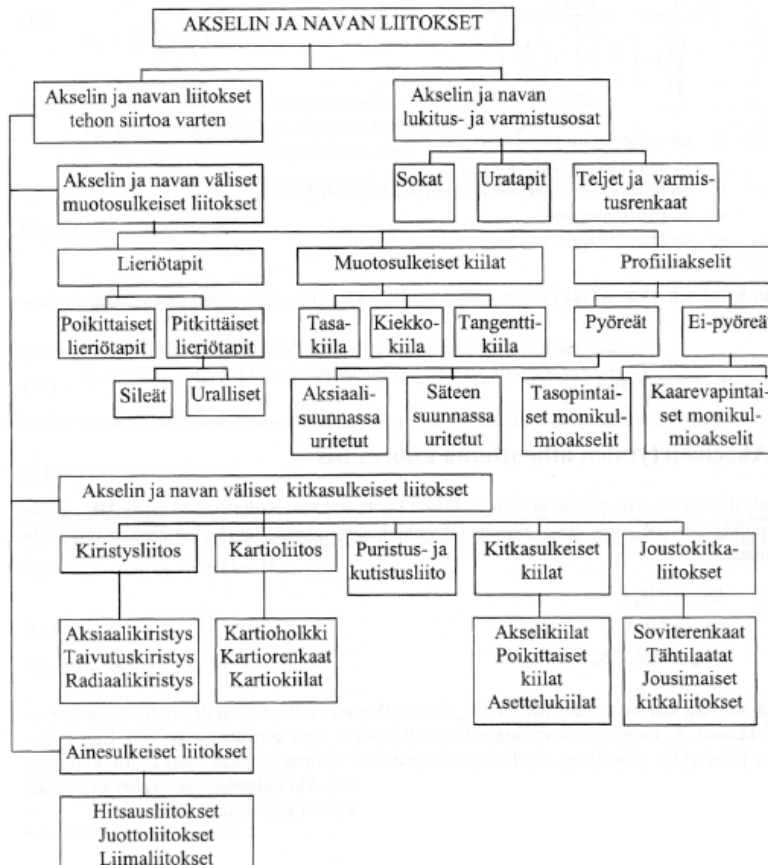 AKSELIN JA NAVAN LIITOKSET
Akselin ja navan liitokset
tehon siirtoa varten
Akselin ja navan
lukitus- ja varmistusosat
Akselin ja navan väliset
muotosulkeiset liitokset
Sokat
Uratapit
Teljet ja varmis-
tusrenkaat
Lieriötapit
Muotosulkeiset kiilat
Profiiliakselit
Poikittaiset
lieriötapit
Pitkittäiset
lieriötapit
Tasa-
kiila
Kiekko-
kiila
Tangentti-
kiila
Pyöreät
Ei-pyöreät
Sileät
Uralliset
Aksiaali-
suunnassa
uritetut
Säteen
suunnassa
uritetut
Tasopintai-
set monikul-
mioakselit
Kaarevapintai-
set monikul-
mioakselit
Akselin ja navan väliset kitkasulkeiset liitokset
Kiristysliitos
Kartioliitos
Puristus- ja
kutistusliito
Kitkasulkeiset
kiilat
Joustokitka-
liitokset
Aksiaalikiristys
Taivutuskiristys
Radiaalikiristys
Kartioholkki
Kartiorenkaat
Kartiokiilat
Akselikiilat
Poikittaiset
kiilat
Asettelukiilat
Soviterenkaat
Tähtilaatat
Jousimaiset
kitkaliitokset
Ainesulkeiset liitokset
Hitsausliitokset
Juottoliitokset
Liimaliitokset